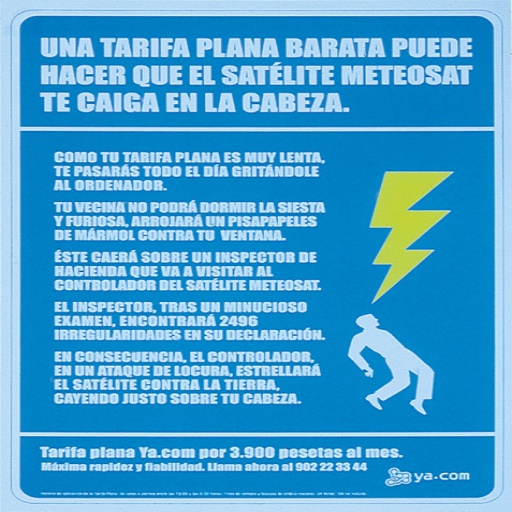 UNA TARIFA PLANA BARATA PUEDE
HACER QUE EL SATÉLITE METEOSAT
TE CAIGA EN LA CABEZA.
COMO TU TARIFA PLANA ES MUY LENTA,
TE PASARÁS TODO EL DÍA GRITÁNDOLE
AL ORDENADOR.
TU VECINA NO PODRÁ DORMIR LA SIESTA
Y FURIOSA, ARROJARÁ UN PISAPAPELES
DE MÁRMOL CONTRA TU VENTANA.
ÉSTE CAERÁ SOBRE UN INSPECTOR DE
HACIENDA QUE VA A VISITAR AL
CONTROLADOR DEL SATÉLITE METEOSAT.
EL INSPECTOR, TRAS UN MINUCIOSO
EXAMEN, ENCONTRARÁ 2496
IRREGULARIDADES EN SU DECLARACIÓN.
EN CONSECUENCIA, EL CONTROLADOR,
EN UN ATAQUE DE LOCURA, ESTRELLARÁ
EL SATÉLITE CONTRA LA TIERRA,
CAYENDO JUSTO SOBRE TU CABEZA.
Tarifa plana Ya.com por 3.900 pesetas al mes.
Máxima rapidez y fiabilidad. Llama ahora al 902 22 33 44
ya.com